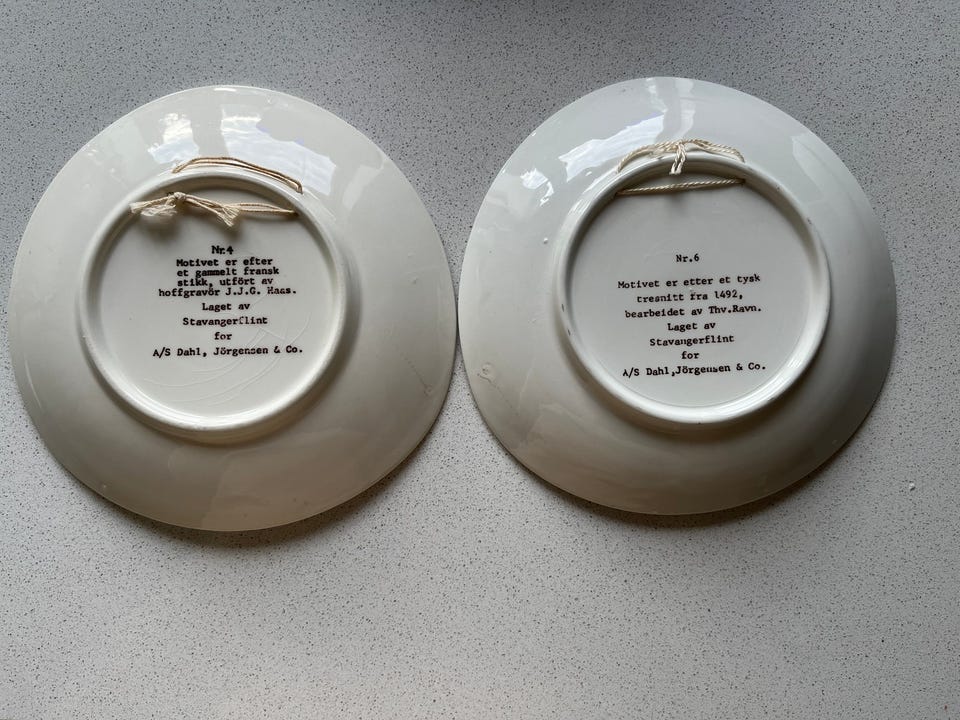 Nr.4
Motivet er efter
et gammelt fransk
stikk, utfört av
hoffgravör J.J.G. Haas.
Laget av
Stavangerflint
for
A/S Dahl, Jörgensen & Co.
Nr.6
Motivet er etter et tysk
tresnitt fra 1492,
bearbeidet av Thv.Ravn.
Laget av
Stavangerflint
for
A/S Dahl,Jörgensen & Co.